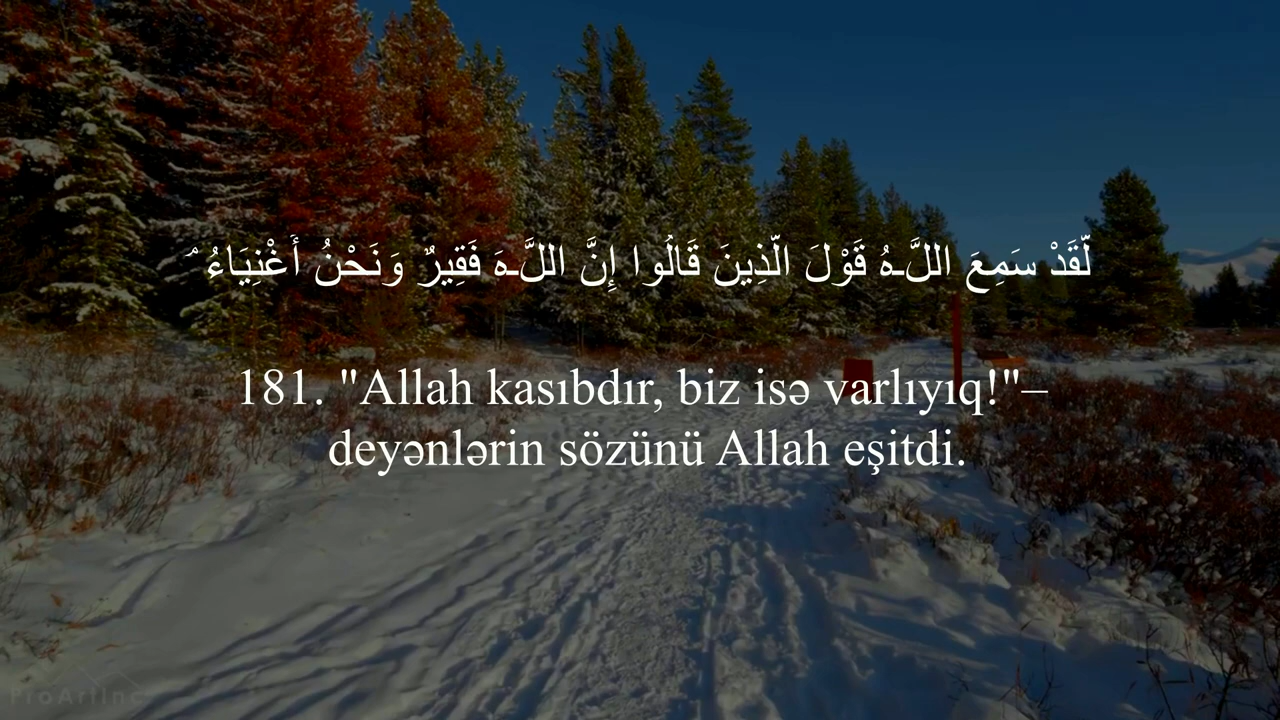 لَّقَدْ سَمِعَ اللَّـهُ قَوْلَ الَّذِينَ قَالُوا إِنَّ اللَّـهَ فَقِيرٌ وَنَحْنُ أَغْنِيَاءُ ۘ
181. "Allah kasıbdır, biz isə varlıyıq!"–
deyənlərin sözünü Allah eşitdi.
ProArtInc